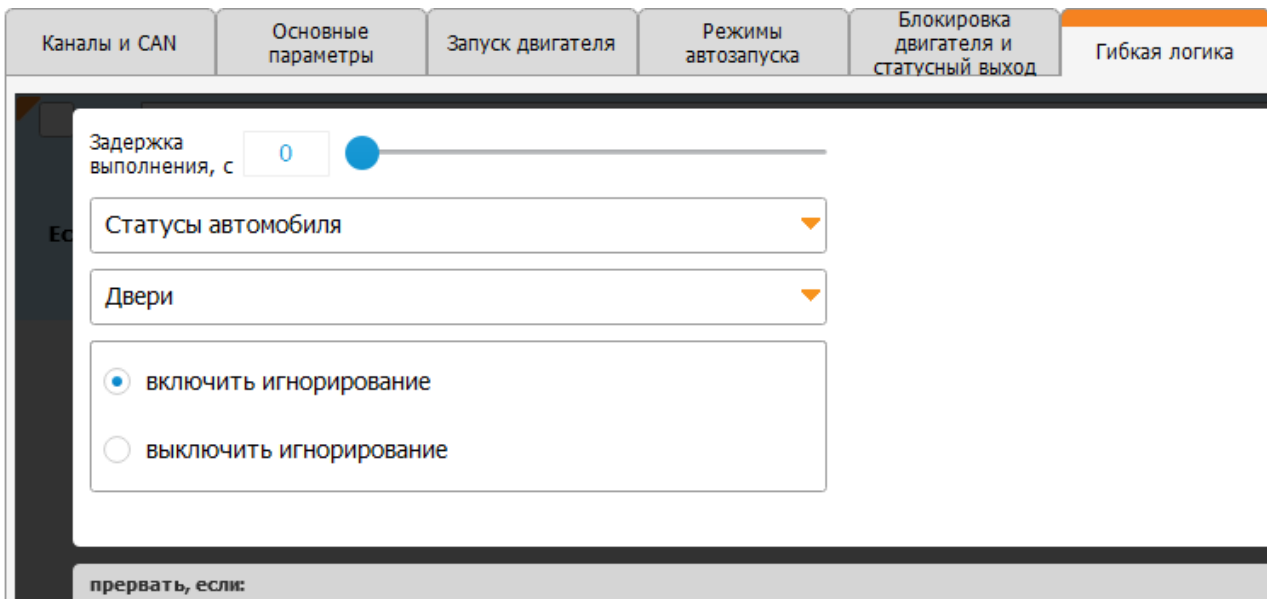 Каналы и CAN
Основные
параметры
Запуск двигателя
Режимы
автозапуска
Блокировка
двигателя и
статусный выход
Гибкая логика
Задержка
выполнения, с
0
Статусы автомобиля
Ес
Двери
включить игнорирование
выключить игнорирование
прервать, если: